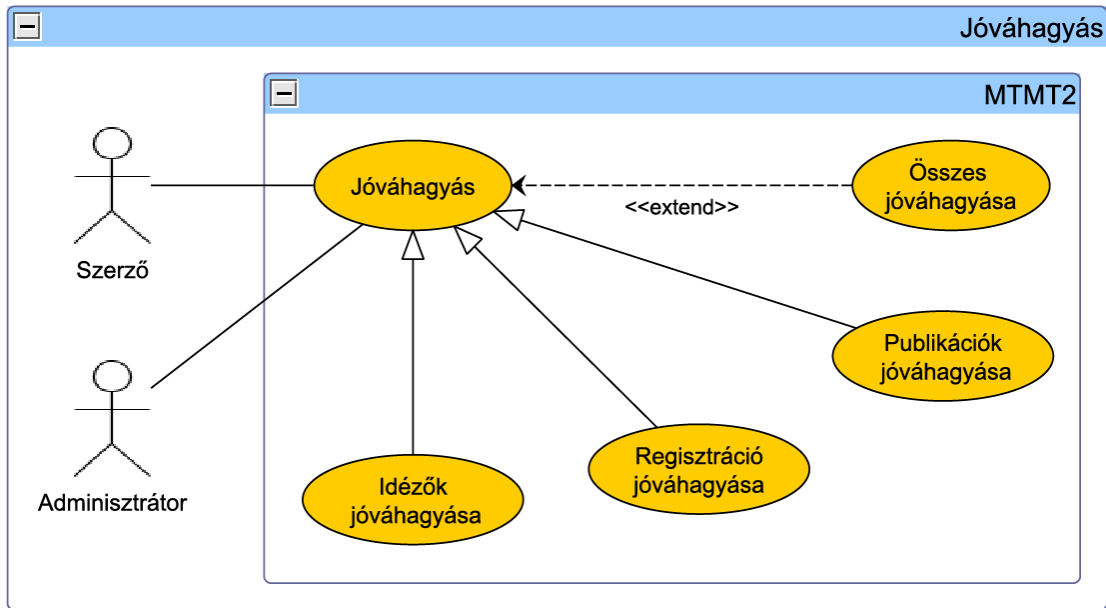 Jóváhagyás
MTMT2
Jóváhagyás
Összes
jóváhagyása
<<extend>>
Szerző
Publikációk
jóváhagyása
Regisztráció
jóváhagyása
Idézők
jóváhagyása
Adminisztrátor